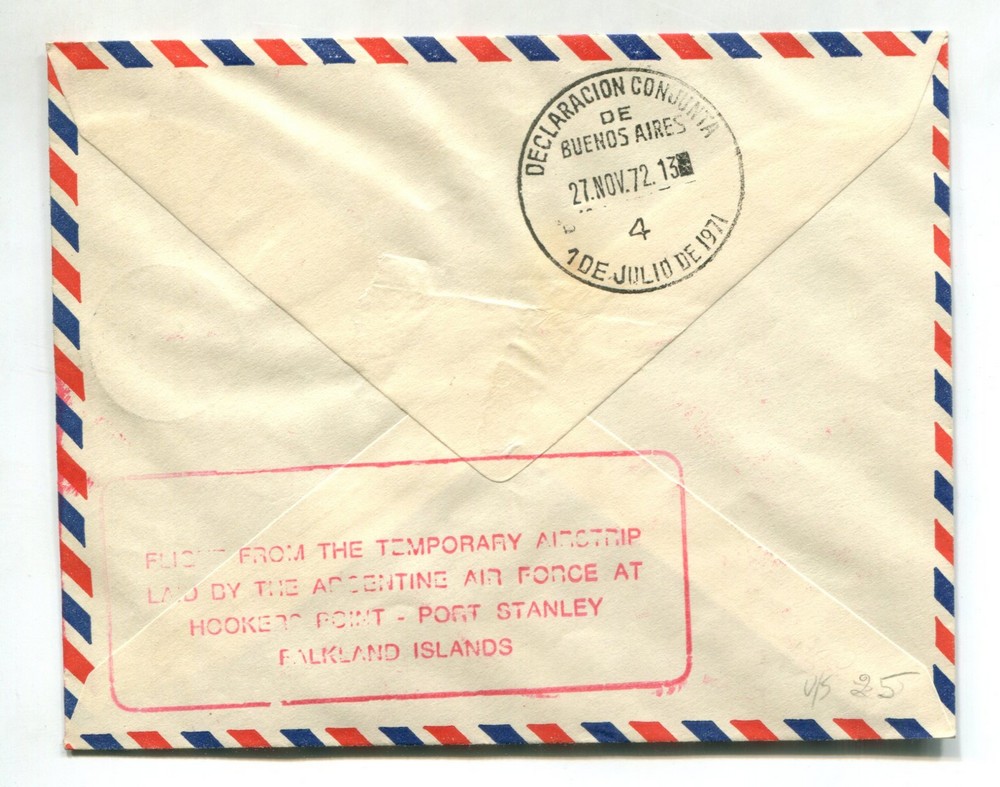 DECLARACION CONJUNTA
DE
BUENOS AIRES
27.NOV.72.13
4
1 DE JULIO DE 1971
FLIGHT FROM THE TEMPORARY AIRSTRIP
LAID BY THE ARGENTINE AIR FORCE AT
HOOKERS POINT - PORT STANLEY
FALKLAND ISLANDS
25